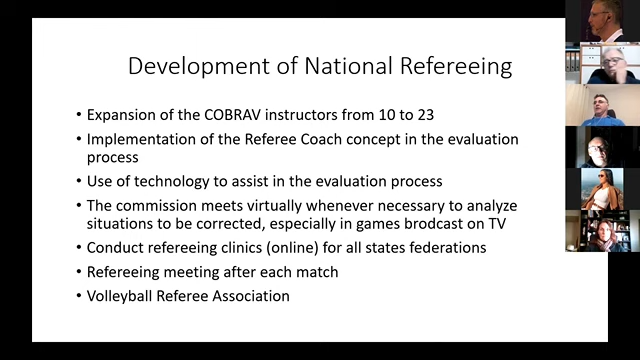 Development of National Refereeing
• Expansion of the COBRAV instructors from 10 to 23
• Implementation of the Referee Coach concept in the evaluation
process
• Use of technology to assist in the evaluation process
• The commission meets virtually whenever necessary to analyze
situations to be corrected, especially in games brodcast on TV
• Conduct refereeing clinics (online) for all states federations
• Refereeing meeting after each match
• Volleyball Referee Association